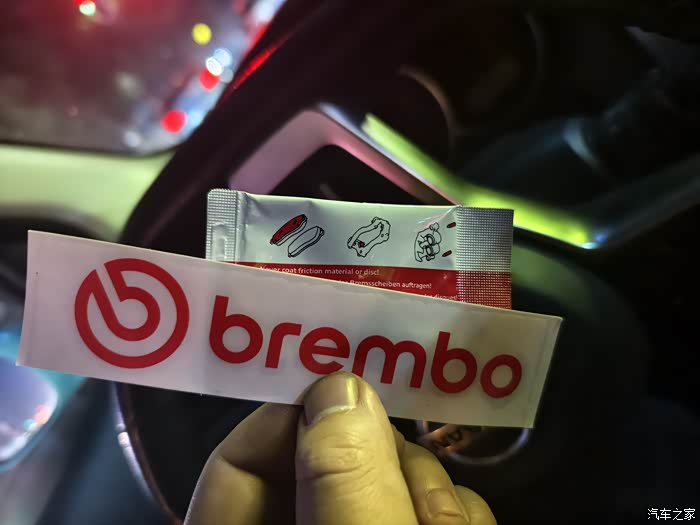 coat friction material or disc!
Bremsscheiben auftragen!
brembo
汽车之家